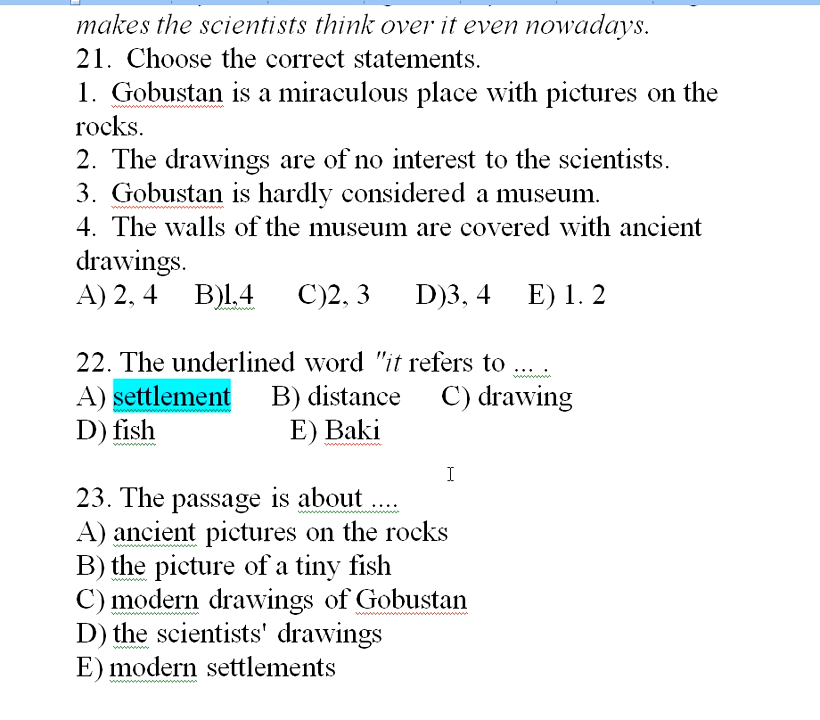 makes the scientists think over it even nowadays.
21. Choose the correct statements.
1. Gobustan is a miraculous place with pictures on the
rocks.
2. The drawings are of no interest to the scientists.
3. Gobustan is hardly considered a museum.
4. The walls of the museum are covered with ancient
drawings.
A) 2, 4 B)1,4 C)2, 3 D)3, 4 E) 1. 2
22. The underlined word "it refers to ... .
A) settlement B) distance C) drawing
D) fish E) Baki
23. The passage is about ....
A) ancient pictures on the rocks
B) the picture of a tiny fish
C) modern drawings of Gobustan
D) the scientists' drawings
E) modern settlements